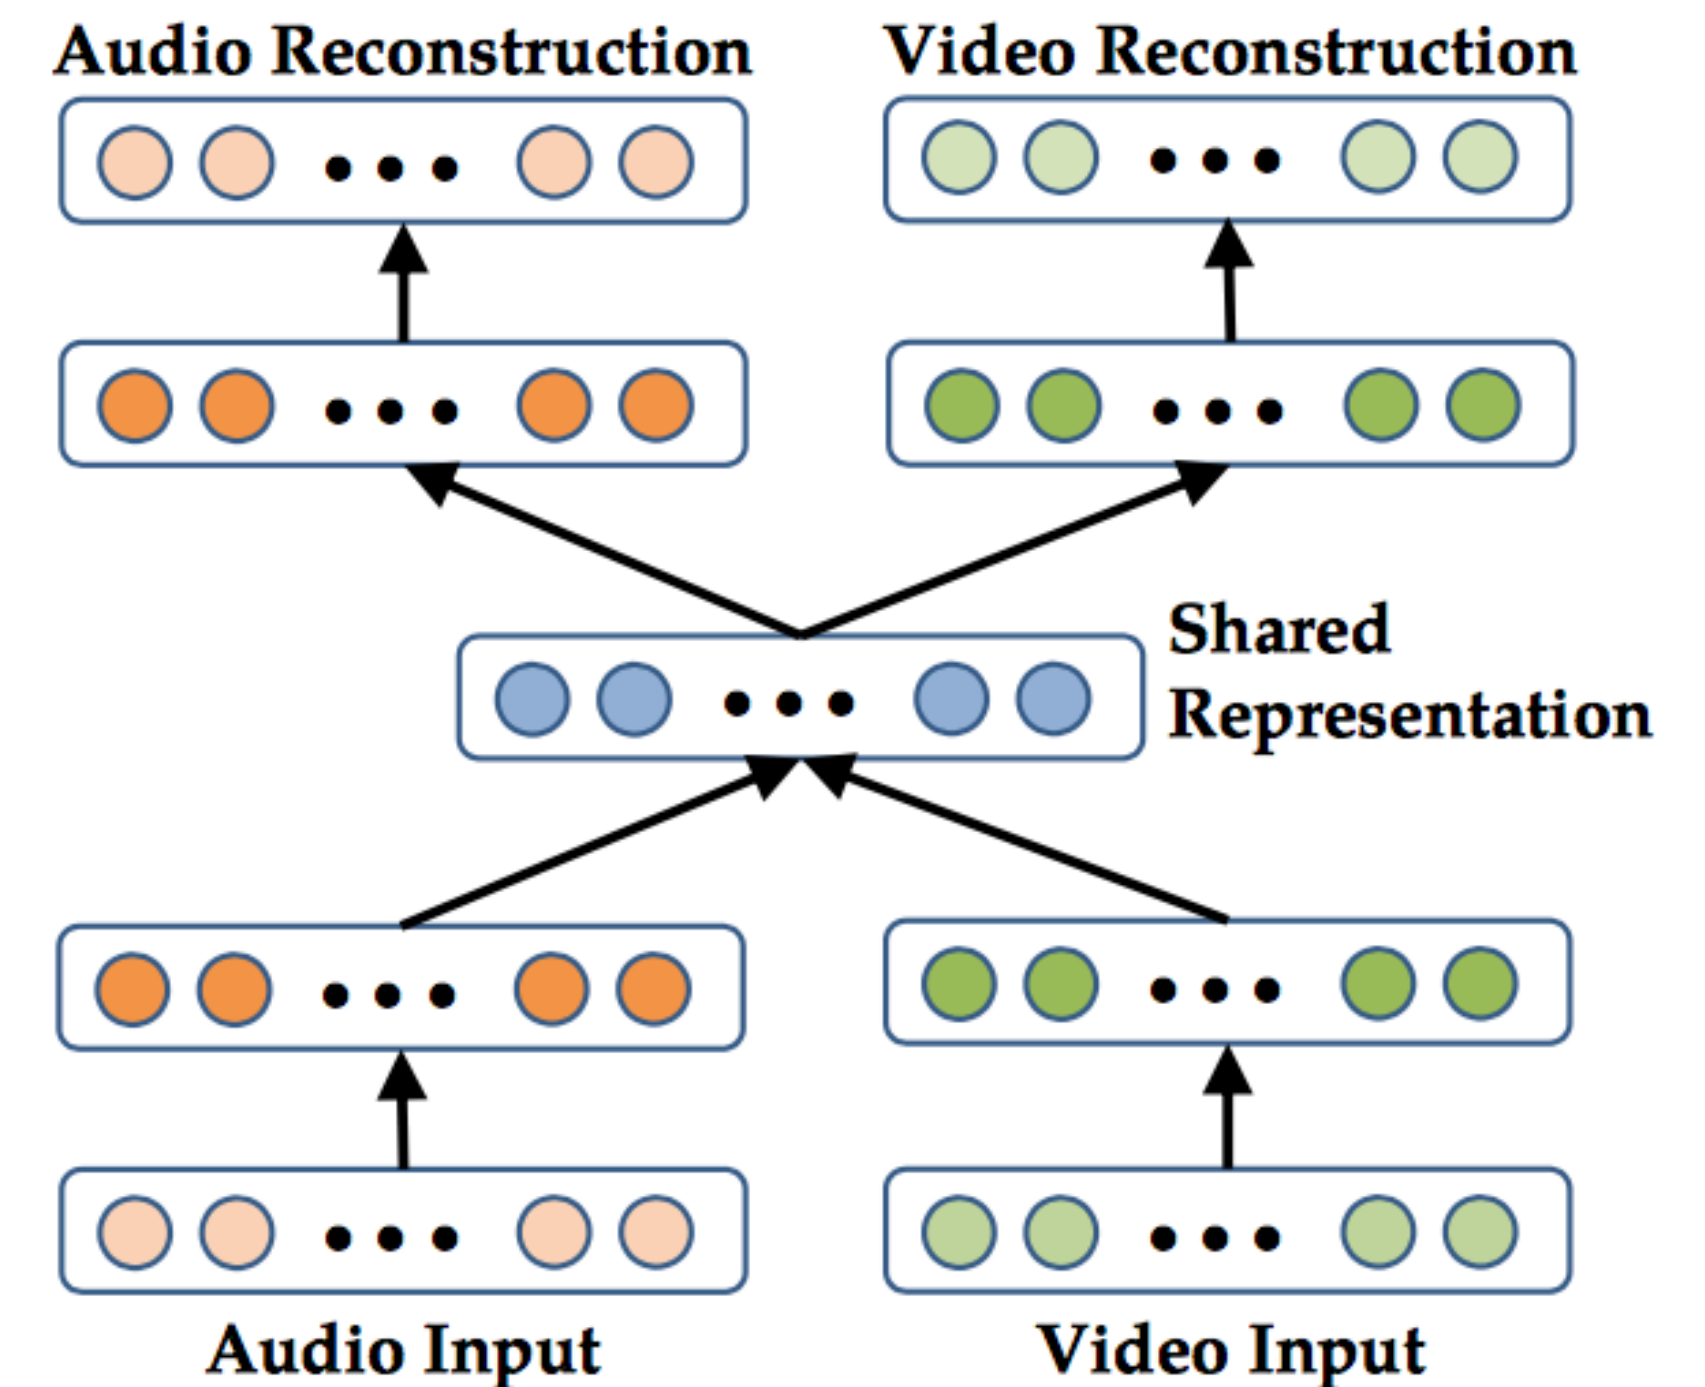 Audio Reconstruction
Video Reconstruction
Shared
Representation
Audio Input
Video Input